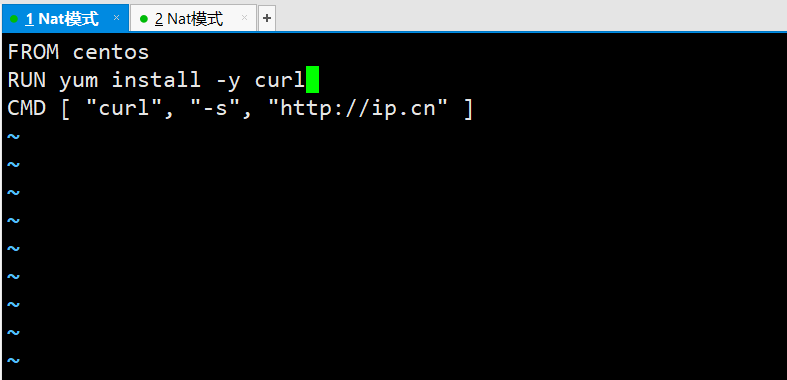 1 Nat模式 × 2 Nat模式 × +
FROM centos
RUN yum install -y curl
CMD [ "curl", "-s", "http://ip.cn" ]
~
~
~
~
~
~
~
~
~